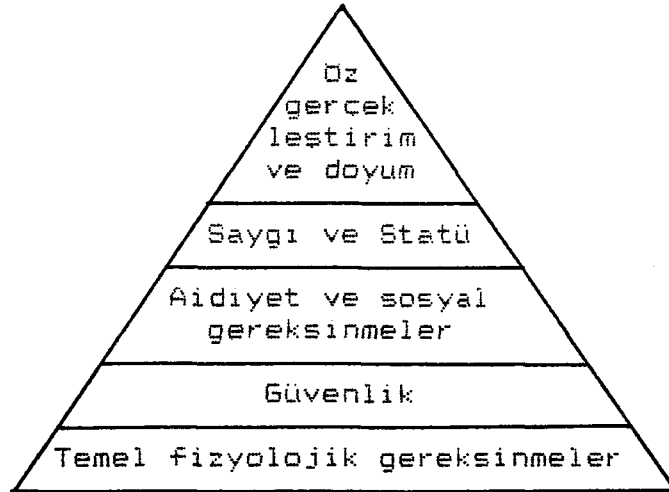 Öz
gerçek
leştirim
ve doyum
Saygı ve Statü
Aidiyet ve sosyal
gereksinmeler
Güvenlik
Temel fizyolojik gereksinmeler